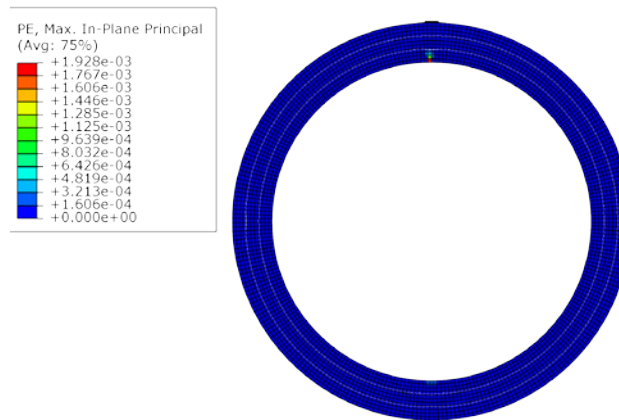 PE, Max. In-Plane Principal
(Avg: 75%)
+1.928e-03
+1.767e-03
+1.606e-03
+1.446e-03
+1.285e-03
+1.125e-03
+9.639e-04
+8.032e-04
+6.426e-04
+4.819e-04
+3.213e-04
+1.606e-04
+0.000e+00